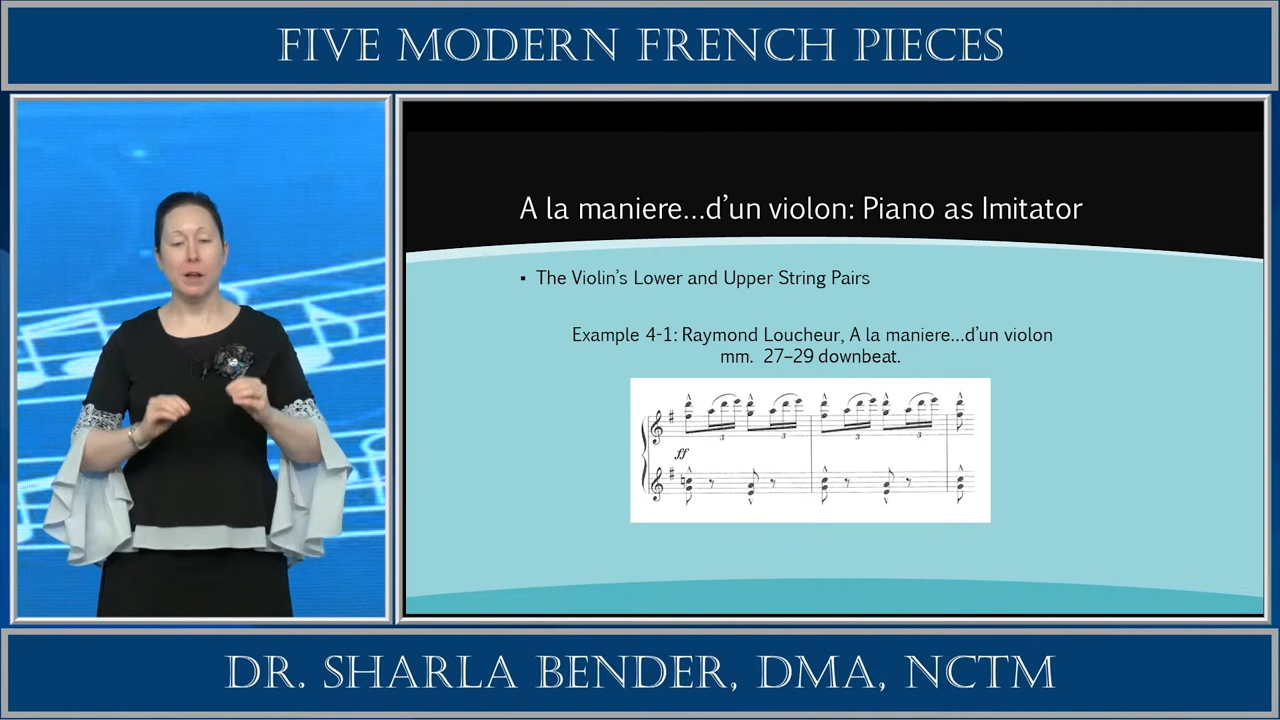 FIVE MODERN FRENCH PIECES
A la maniere...d'un violon: Piano as Imitator
▪ The Violin's Lower and Upper String Pairs
Example 4-1: Raymond Loucheur, A la maniere...d'un violon
mm. 27–29 downbeat.
3 3 3 3
ff
DR. SHARLA BENDER, DMA, NCTM